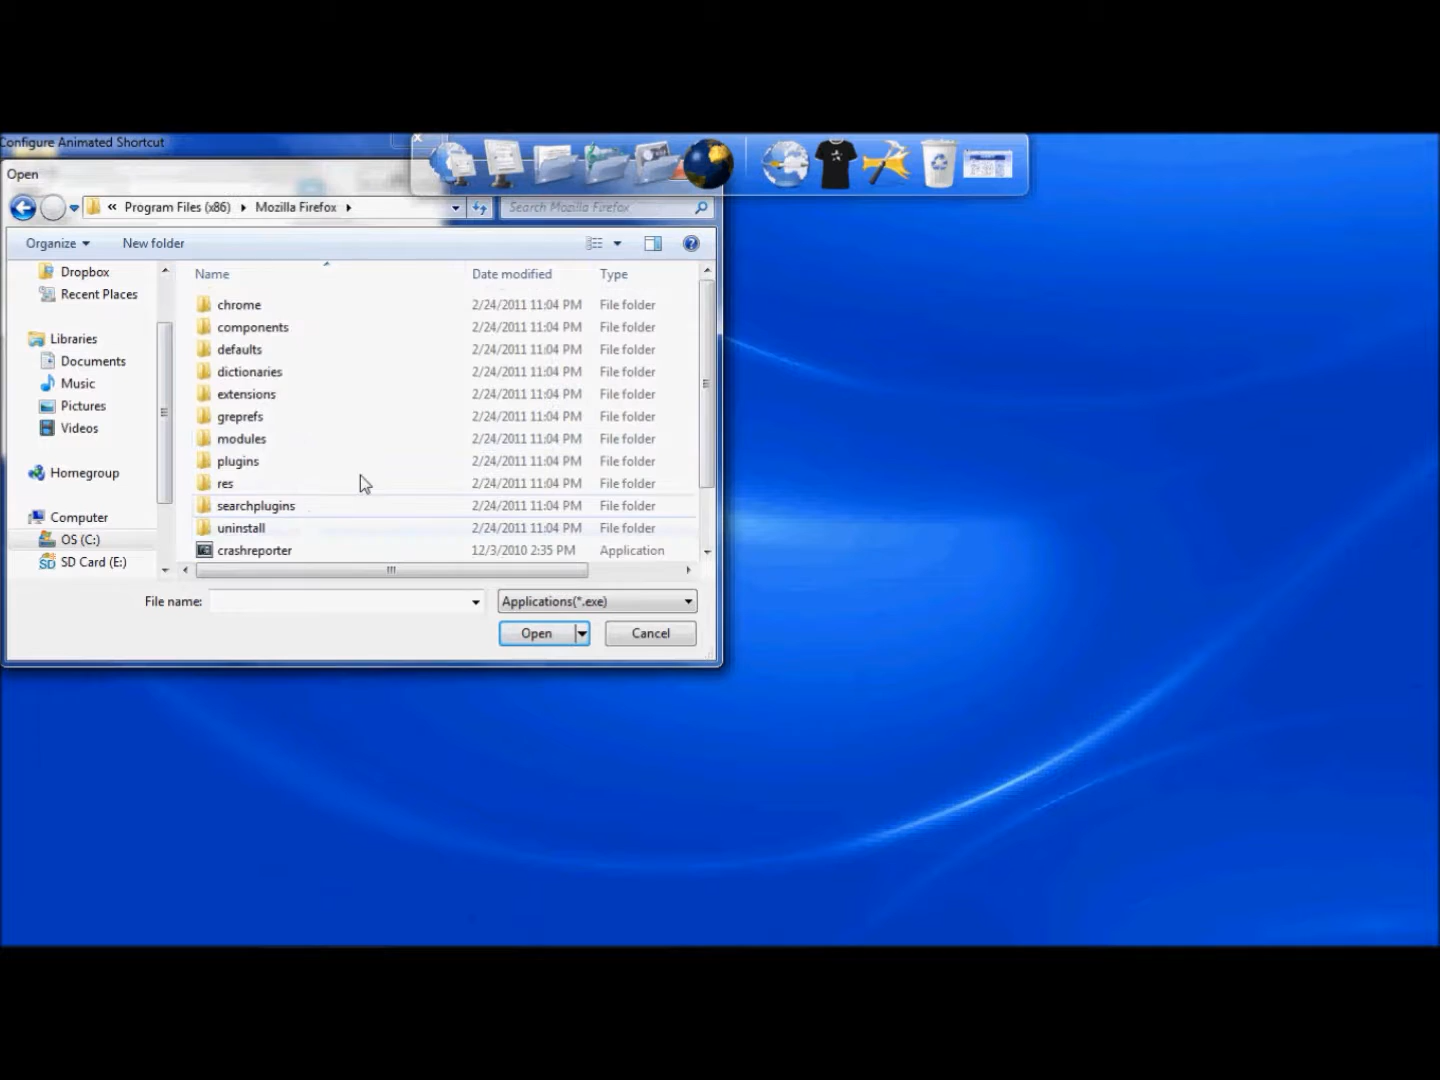 Configure Animated Shortcut
Open
« Program Files (x86) Mozilla Firefox
Search Mozilla Firefox
Organize New folder
Dropbox
Recent Places
Libraries
Documents
Music
Pictures
Videos
Homegroup
Computer
OS (C:)
SD Card (E:)
Name Date modified Type
chrome 2/24/2011 11:04 PM File folder
components 2/24/2011 11:04 PM File folder
defaults 2/24/2011 11:04 PM File folder
dictionaries 2/24/2011 11:04 PM File folder
extensions 2/24/2011 11:04 PM File folder
greprefs 2/24/2011 11:04 PM File folder
modules 2/24/2011 11:04 PM File folder
plugins 2/24/2011 11:04 PM File folder
res 2/24/2011 11:04 PM File folder
searchplugins 2/24/2011 11:04 PM File folder
uninstall 2/24/2011 11:04 PM File folder
crashreporter 12/3/2010 2:35 PM Application
File name: Applications(*.exe)
Open Cancel